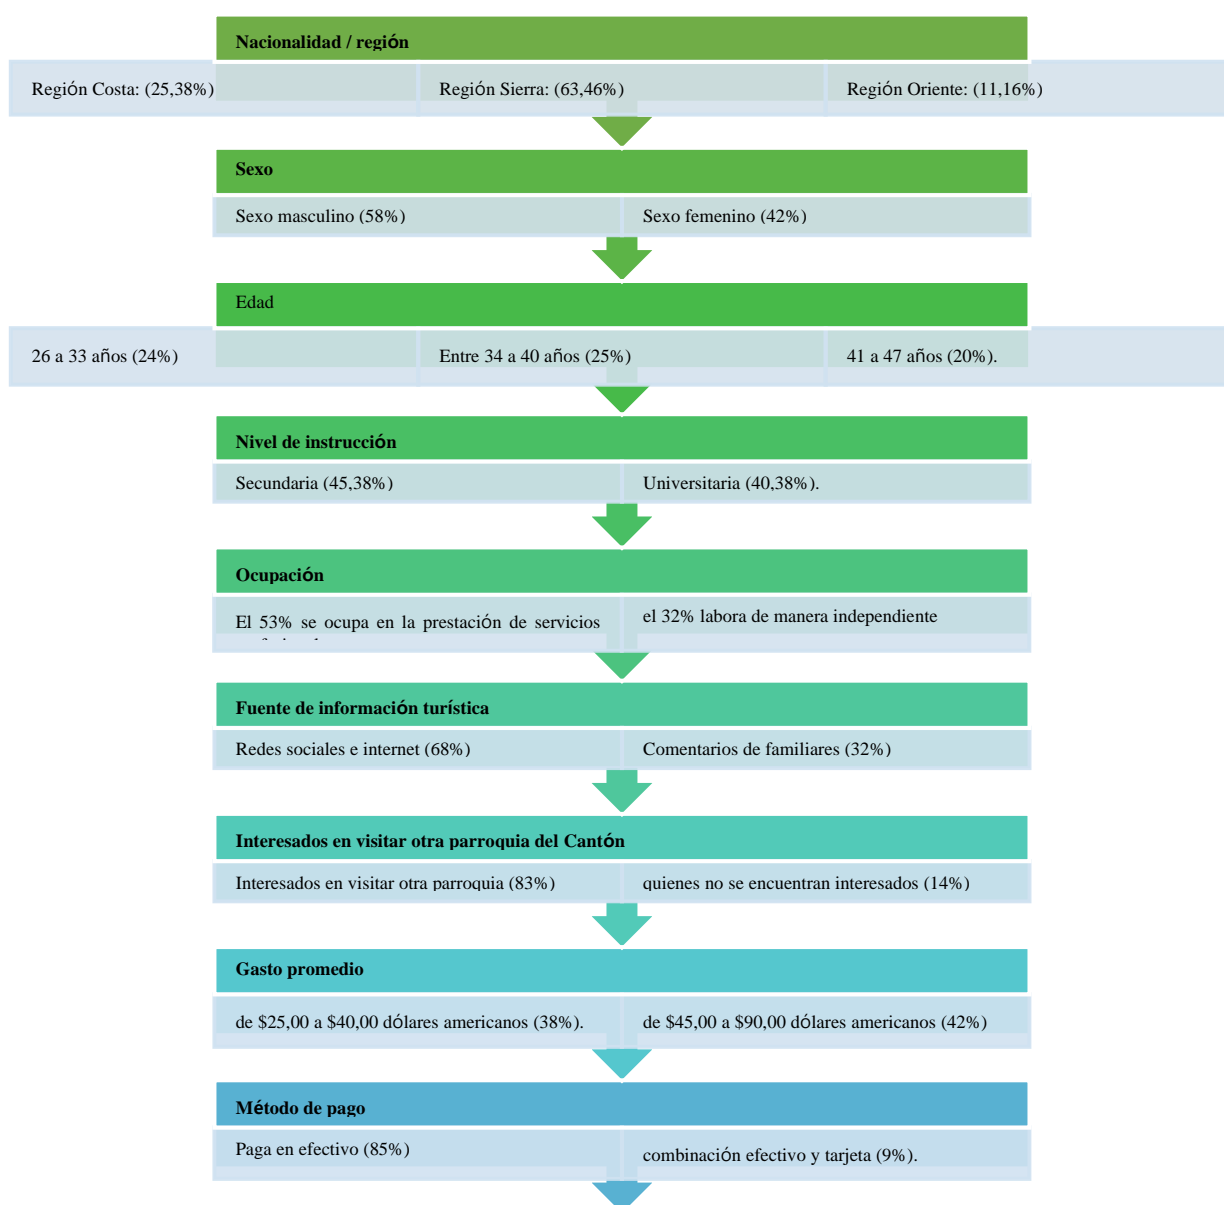 Nacionalidad / región
Región Costa: (25,38%)
Región Sierra: (63,46%)
Región Oriente: (11,16%)
Sexo
Sexo masculino (58%)
Sexo femenino (42%)
Edad
26 a 33 años (24%)
Entre 34 a 40 años (25%)
41 a 47 años (20%).
Nivel de instrucción
Secundaria (45,38%)
Universitaria (40,38%).
Ocupación
El 53% se ocupa en la prestación de servicios
el 32% labora de manera independiente
Fuente de información turística
Redes sociales e internet (68%)
Comentarios de familiares (32%)
Interesados en visitar otra parroquia del Cantón
Interesados en visitar otra parroquia (83%)
quienes no se encuentran interesados (14%)
Gasto promedio
de $25,00 a $40,00 dólares americanos (38%).
de $45,00 a $90,00 dólares americanos (42%)
Método de pago
Paga en efectivo (85%)
combinación efectivo y tarjeta (9%).